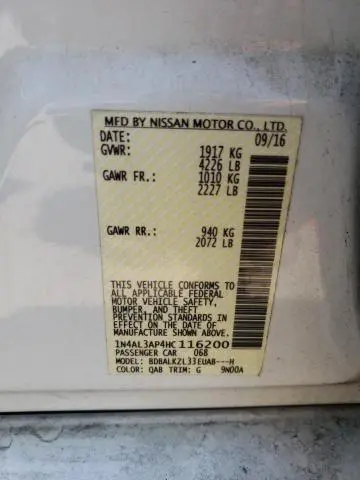 MFD BY NISSAN MOTOR CO., LTD.
DATE: 09/16
GVWR: 1917 KG
4226 LB
GAWR FR.: 1010 KG
2227 LB
GAWR RR.: 940 KG
2072 LB
THIS VEHICLE CONFORMS TO
ALL APPLICABLE FEDERAL
MOTOR VEHICLE SAFETY,
BUMPER, AND THEFT
PREVENTION STANDARDS IN
EFFECT ON THE DATE OF
MANUFACTURE SHOWN ABOVE.
1N4AL3AP4HC116200
PASSENGER CAR 068
MODEL: BDBALKZL33EUAB---H
COLOR: QAB TRIM: G 9N00A